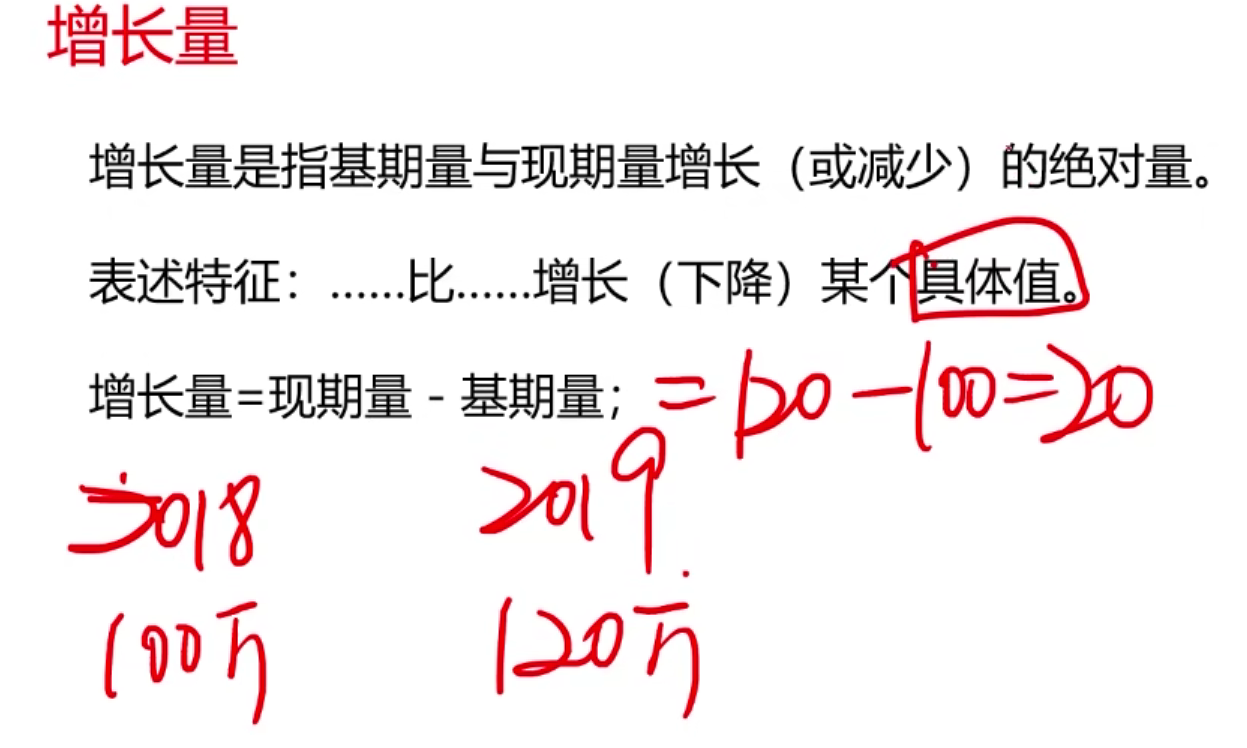 增长量
增长量是指基期量与现期量增长（或减少）的绝对量。
表述特征：......比......增长（下降）某个具体值。
增长量=现期量 - 基期量； =120-100=20
2018 2019
100万 120万